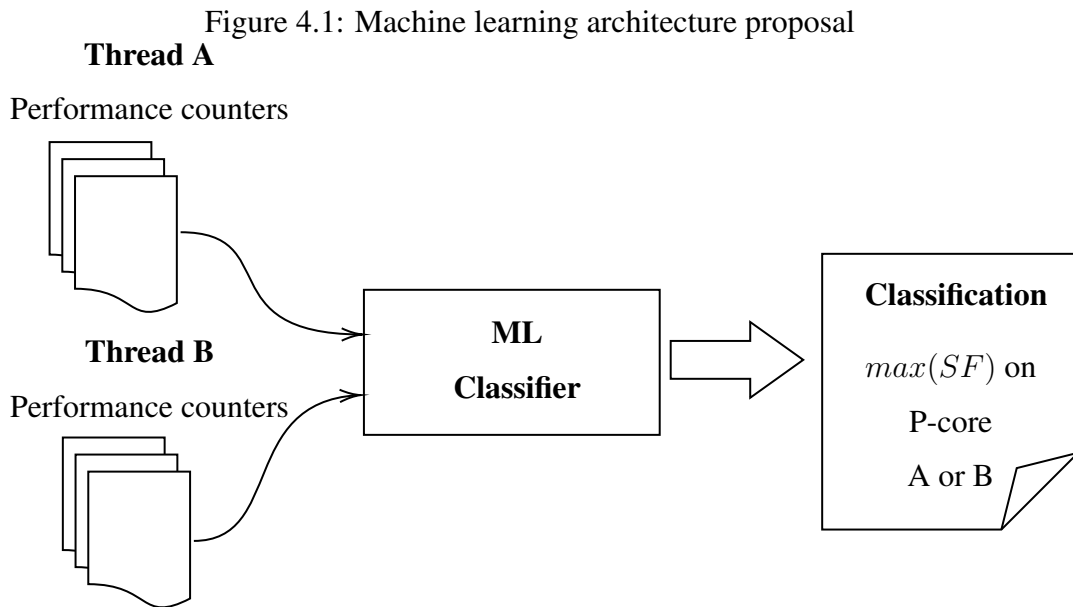 Figure 4.1: Machine learning architecture proposal
Thread A
Performance counters
Thread B
Performance counters
ML
Classifier
Classification
max(SF) on
P-core
A or B